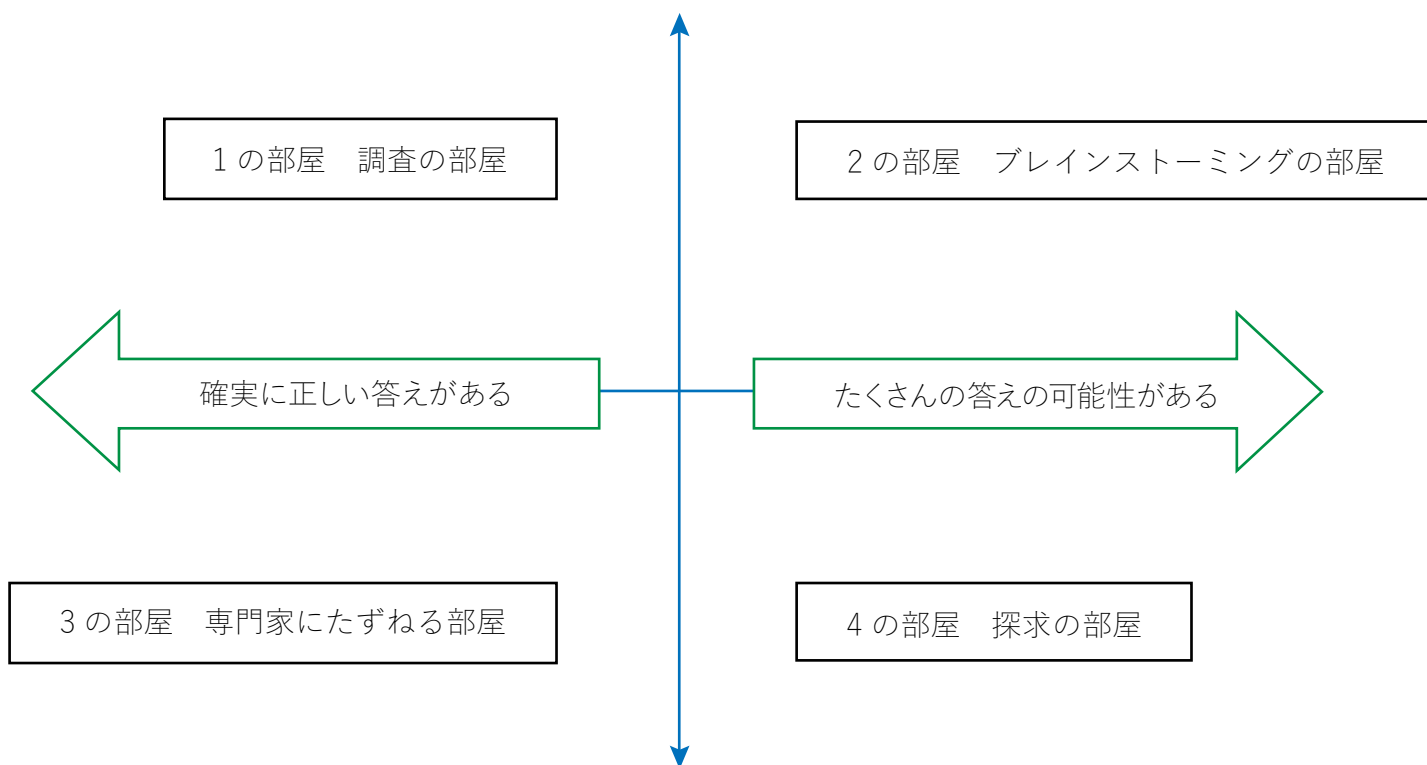 1の部屋　調査の部屋
2の部屋　ブレインストーミングの部屋
確実に正しい答えがある
たくさんの答えの可能性がある
3の部屋　専門家にたずねる部屋
4の部屋　探求の部屋